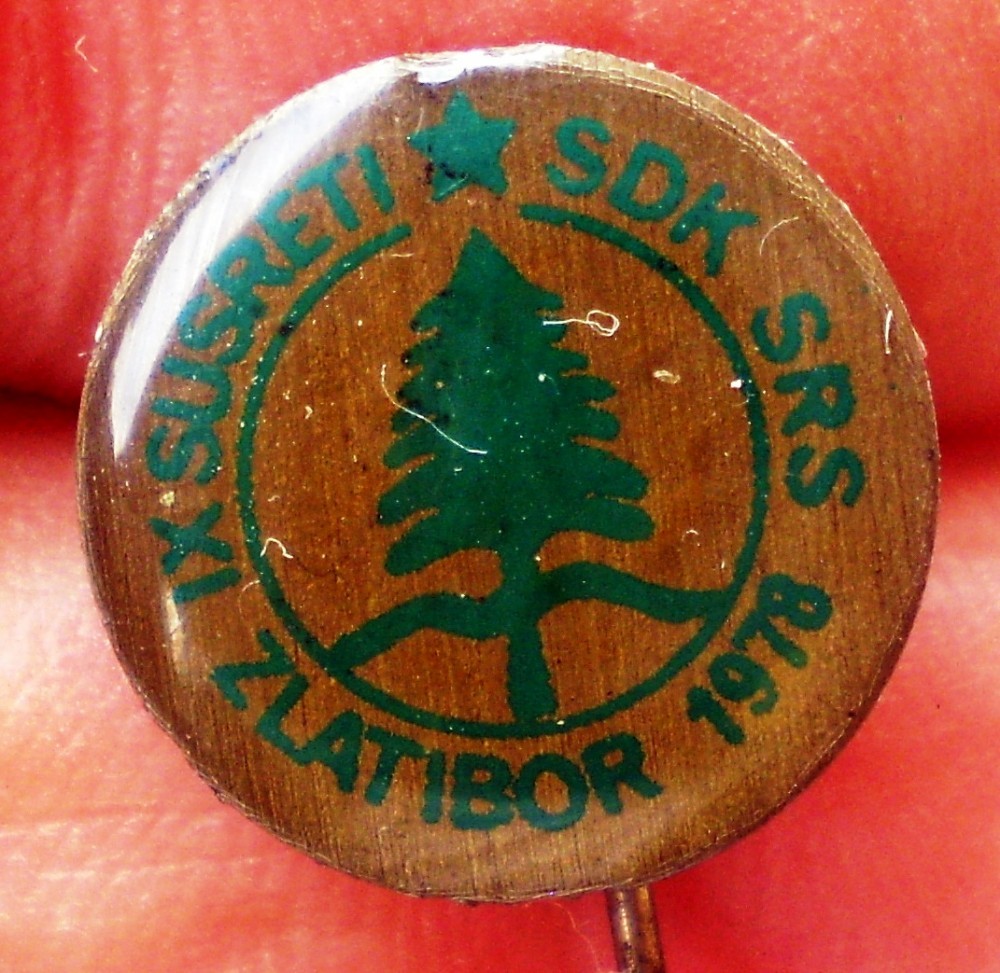 IX SUSRETI ★ SDK SRS
ZLATIBOR 1978